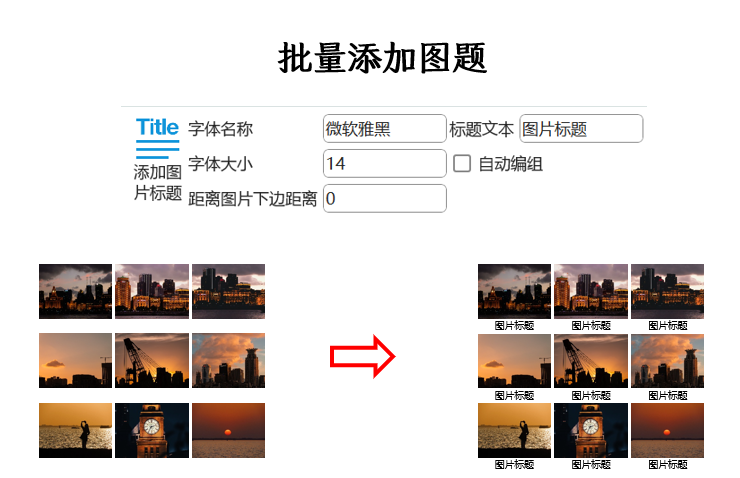 批量添加图题
Title
添加图
片标题
字体名称 微软雅黑 标题文本 图片标题
字体大小 14 自动编组
距离图片下边距离 0
图片标题 图片标题 图片标题
图片标题 图片标题 图片标题
图片标题 图片标题 图片标题